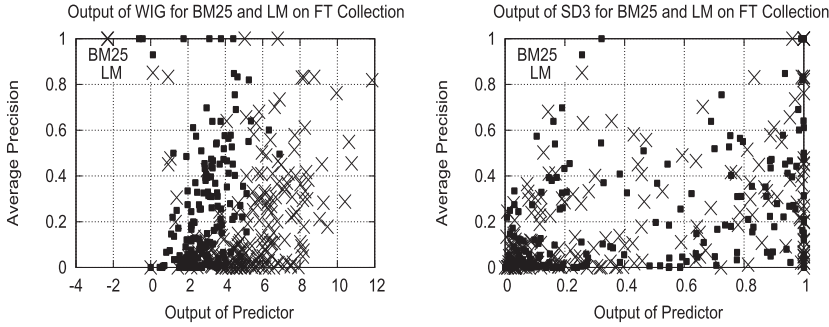 Output of WIG for BM25 and LM on FT Collection
1
0.8
0.6
0.4
0.2
0
Average Precision
BM25
LM
-4 -2 0 2 4 6 8 10 12
Output of Predictor
Output of SD3 for BM25 and LM on FT Collection
1
0.8
0.6
0.4
0.2
0
Average Precision
BM25
LM
0 0.2 0.4 0.6 0.8 1
Output of Predictor